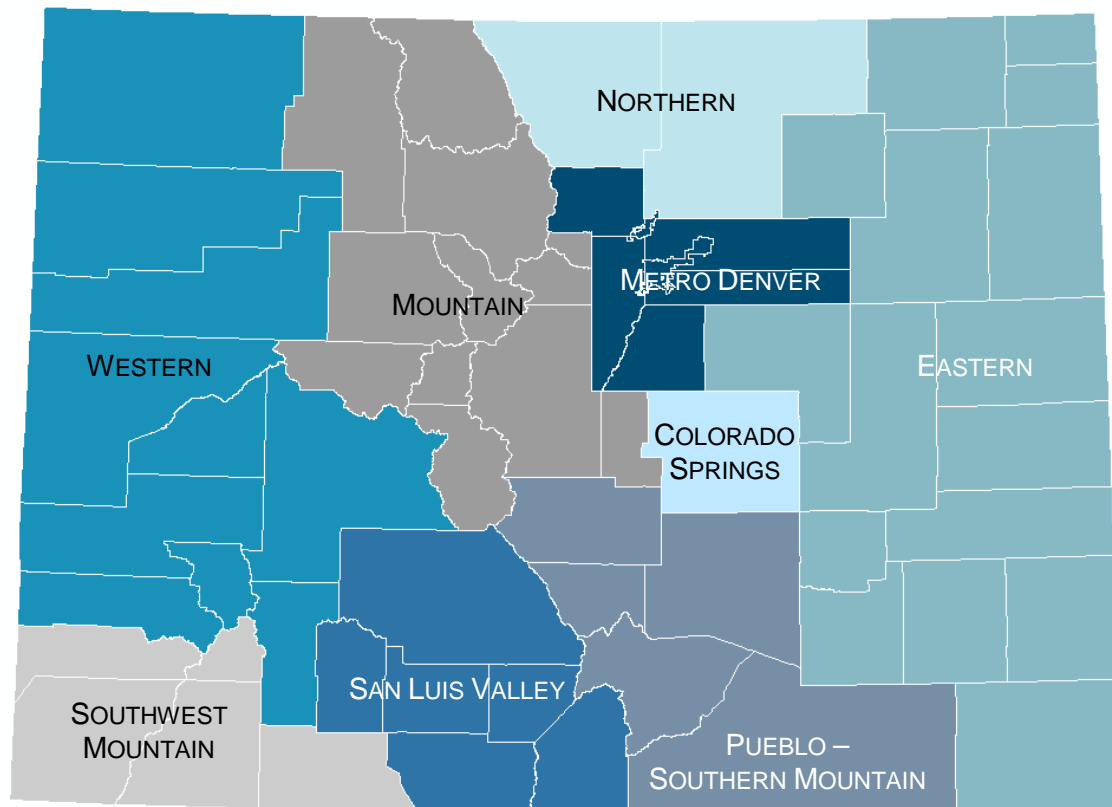 NORTHERN
METRO DENVER
MOUNTAIN
WESTERN
EASTERN
COLORADO
SPRINGS
SAN LUIS VALLEY
SOUTHWEST
MOUNTAIN
PUEBLO –
SOUTHERN MOUNTAIN